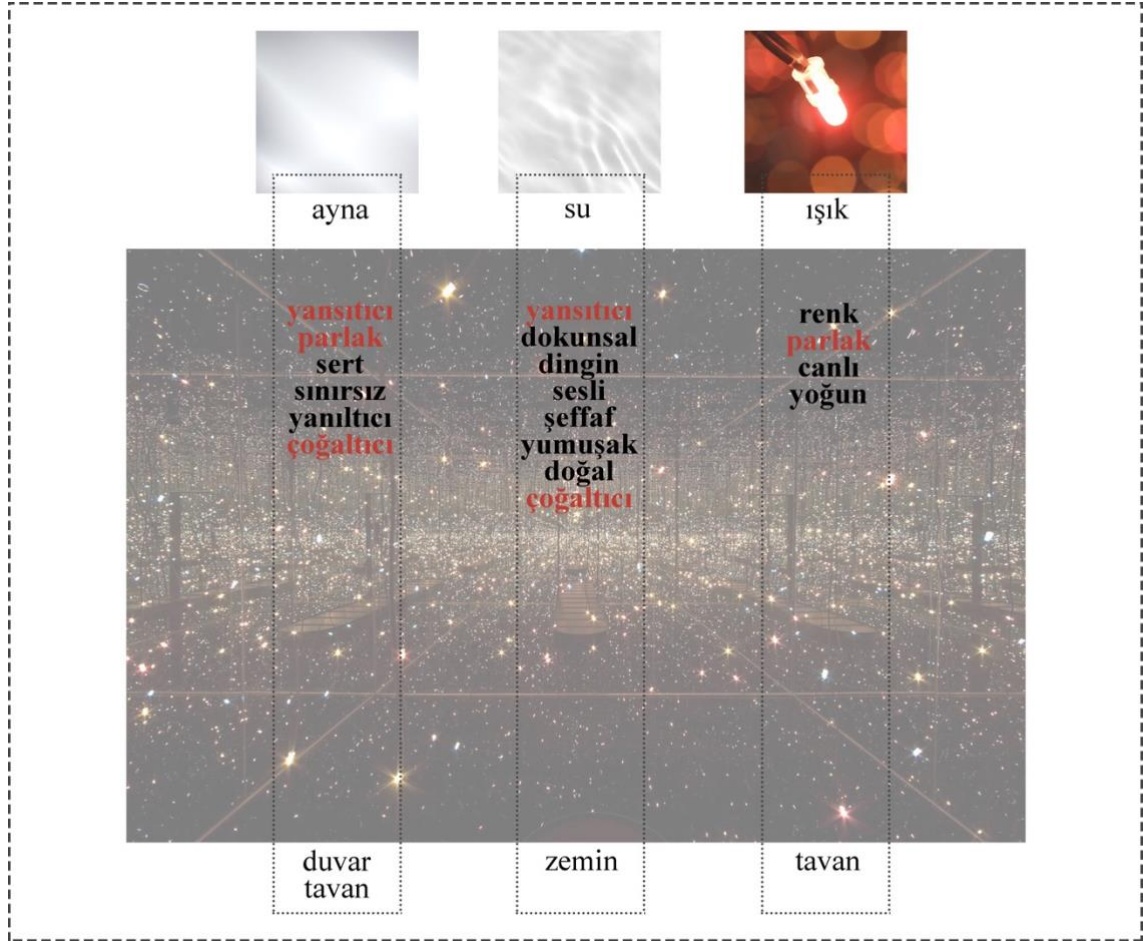 ayna
su
ışık
yansıtıcı
parlak
sert
sınırsız
yanıltıcı
çoğaltıcı
yansıtıcı
dokunsal
dingin
sesli
şeffaf
yumuşak
doğal
çoğaltıcı
renk
parlak
canlı
yoğun
duvar
tavan
zemin
tavan